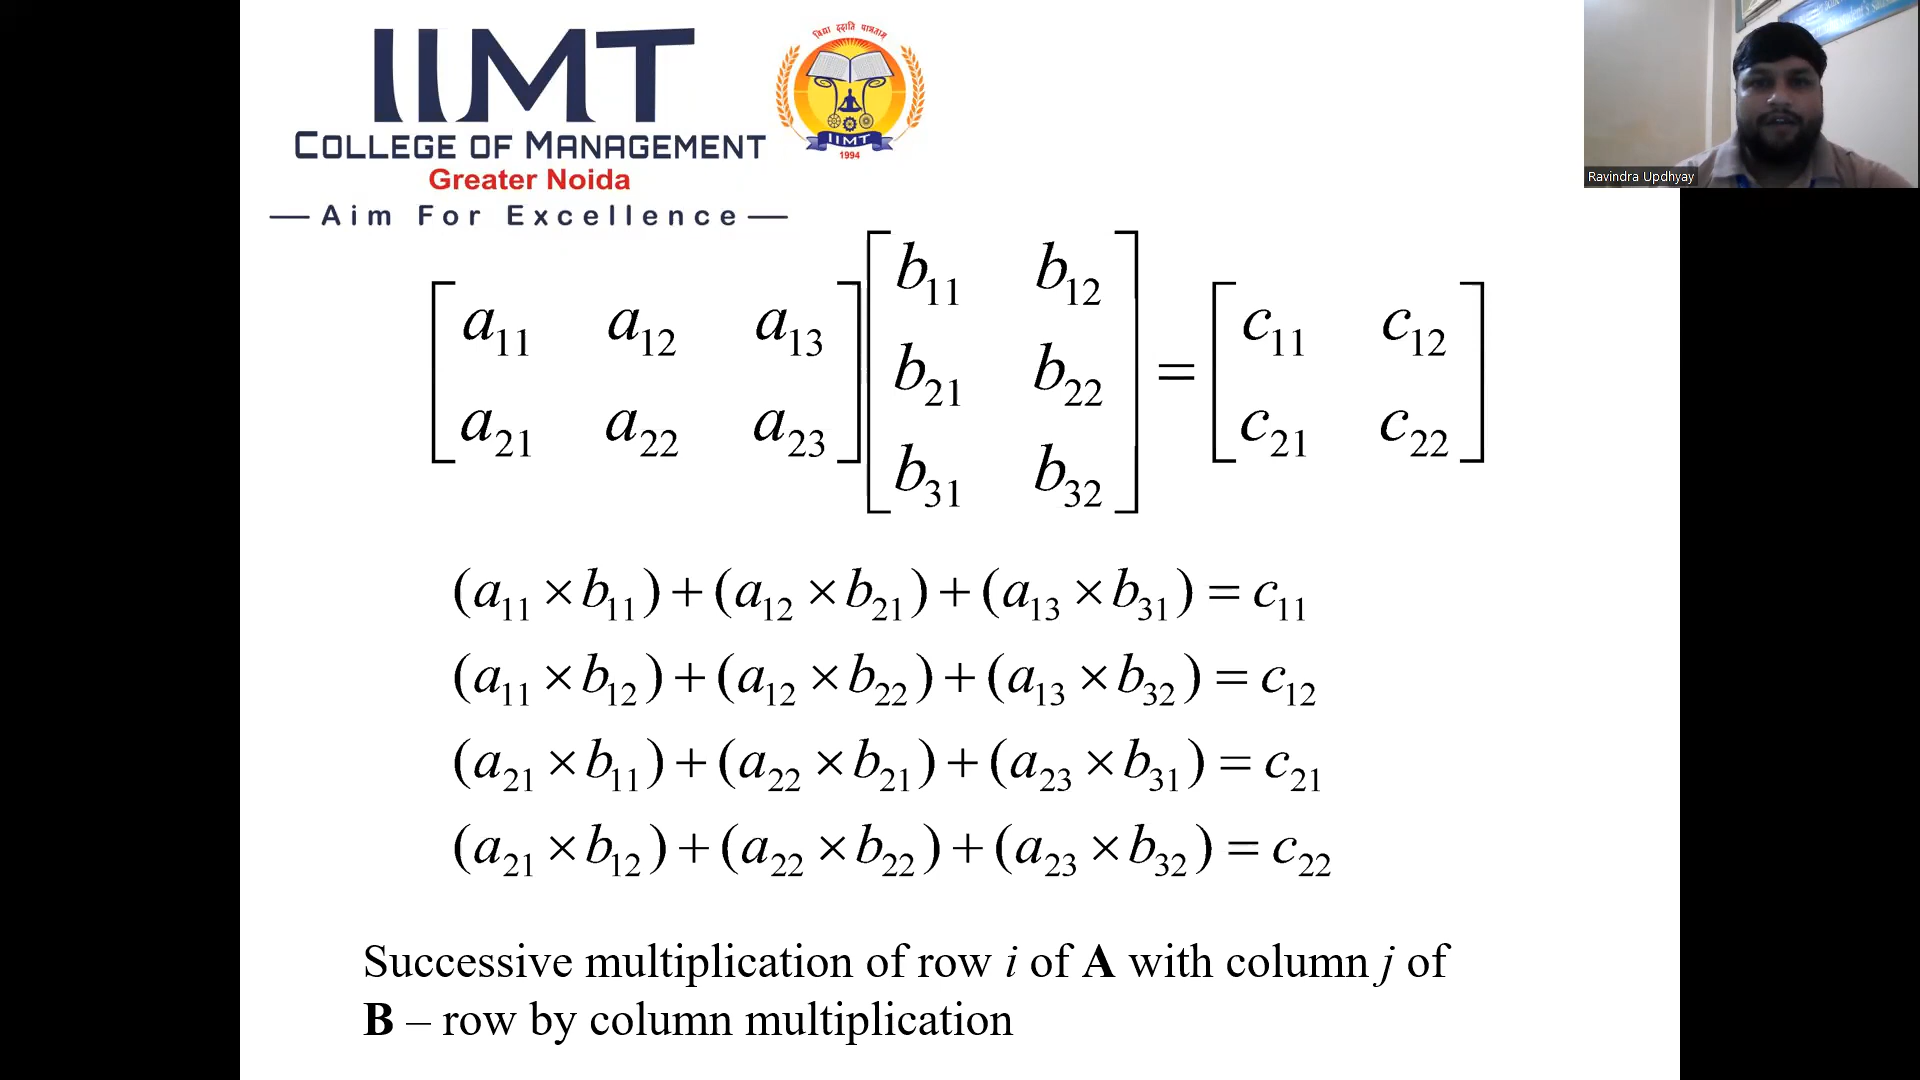 IIMT
COLLEGE OF MANAGEMENT
Greater Noida
— Aim For Excellence —
विद्या ददाति पात्रताम्
IIMT
1994
Ravindra Updhyay
[a₁₁ a₁₂ a₁₃] [b₁₁ b₁₂] = [c₁₁ c₁₂]
[a₂₁ a₂₂ a₂₃] [b₂₁ b₂₂] [c₂₁ c₂₂]
[b₃₁ b₃₂]
(a₁₁ × b₁₁) + (a₁₂ × b₂₁) + (a₁₃ × b₃₁) = c₁₁
(a₁₁ × b₁₂) + (a₁₂ × b₂₂) + (a₁₃ × b₃₂) = c₁₂
(a₂₁ × b₁₁) + (a₂₂ × b₂₁) + (a₂₃ × b₃₁) = c₂₁
(a₂₁ × b₁₂) + (a₂₂ × b₂₂) + (a₂₃ × b₃₂) = c₂₂
Successive multiplication of row i of A with column j of
B – row by column multiplication